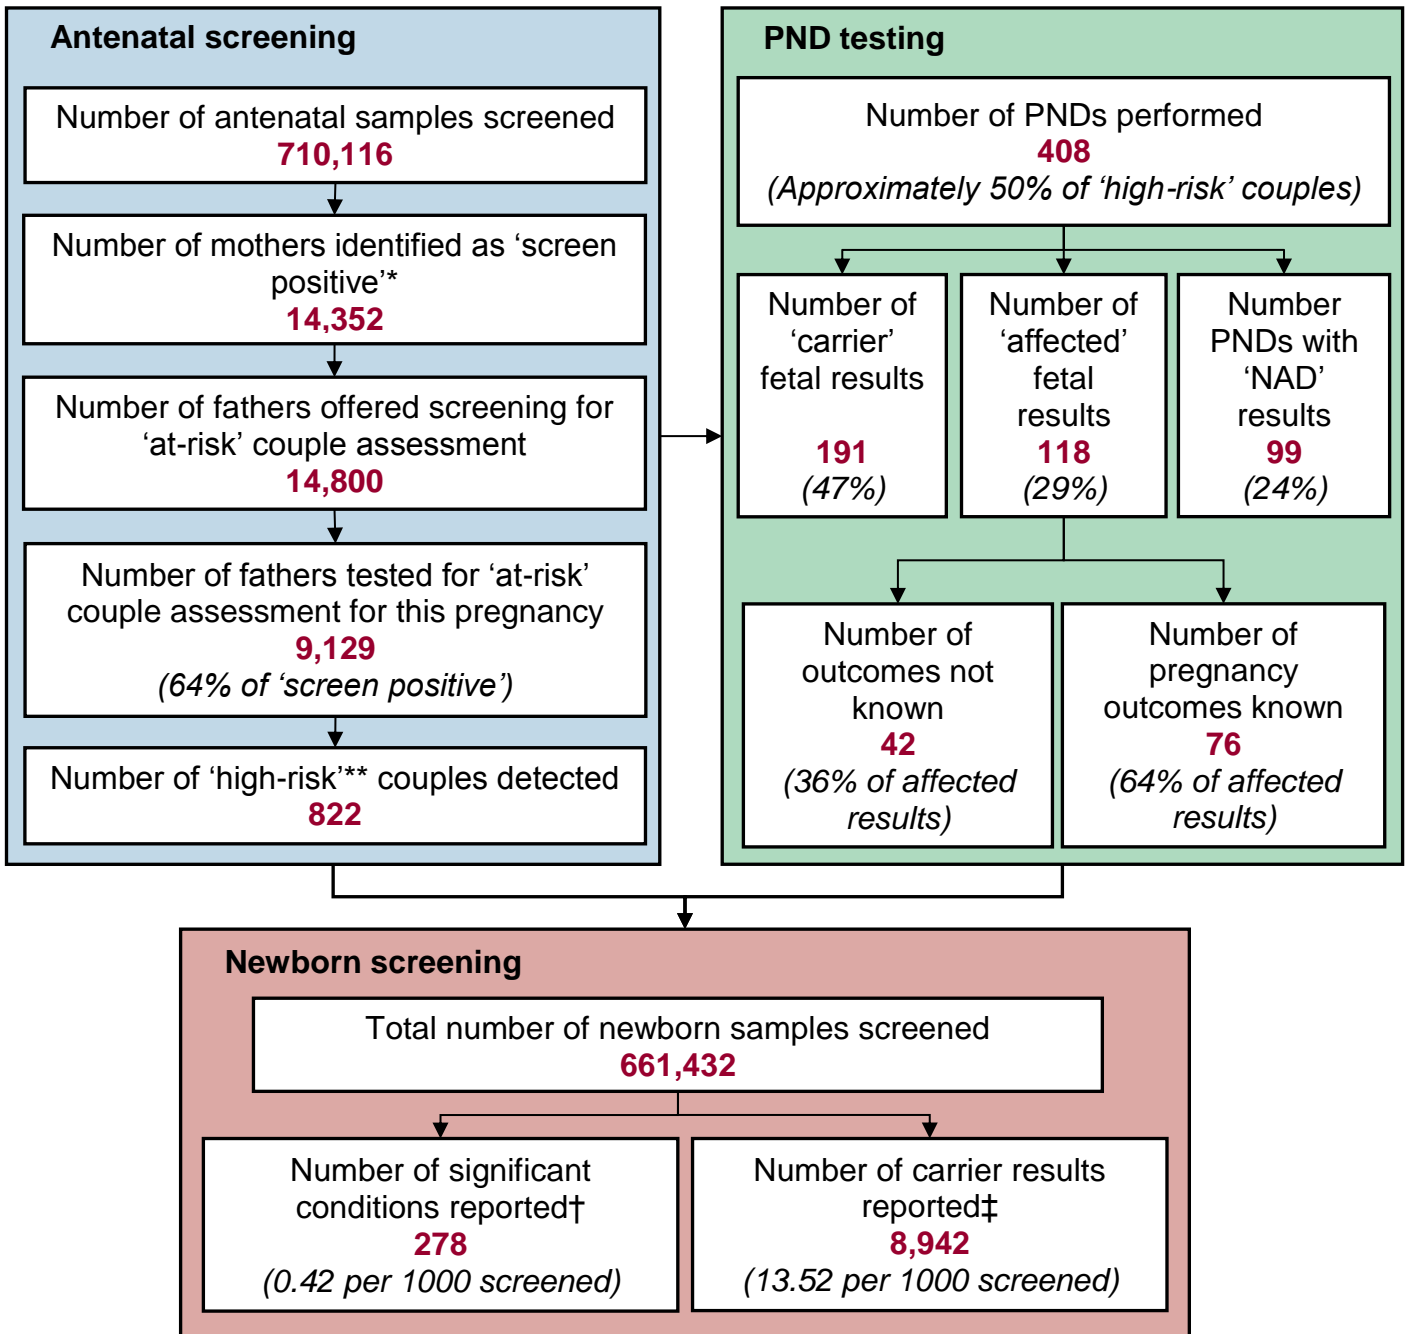 Antenatal screening
Number of antenatal samples screened
710,116
Number of mothers identified as ‘screen
positive’*
14,352
Number of fathers offered screening for
‘at-risk’ couple assessment
14,800
Number of fathers tested for ‘at-risk’
couple assessment for this pregnancy
9,129
(64% of ‘screen positive’)
Number of ‘high-risk’** couples detected
822
PND testing
Number of PNDs performed
408
(Approximately 50% of ‘high-risk’ couples)
Number of
‘carrier’
fetal results
191
(47%)
Number of
‘affected’
fetal
results
118
(29%)
Number
PNDs with
‘NAD’
results
99
(24%)
Number of
outcomes not
known
42
(36% of affected
results)
Number of
pregnancy
outcomes known
76
(64% of affected
results)
Newborn screening
Total number of newborn samples screened
661,432
Number of significant
conditions reported†
278
(0.42 per 1000 screened)
Number of carrier results
reported‡
8,942
(13.52 per 1000 screened)